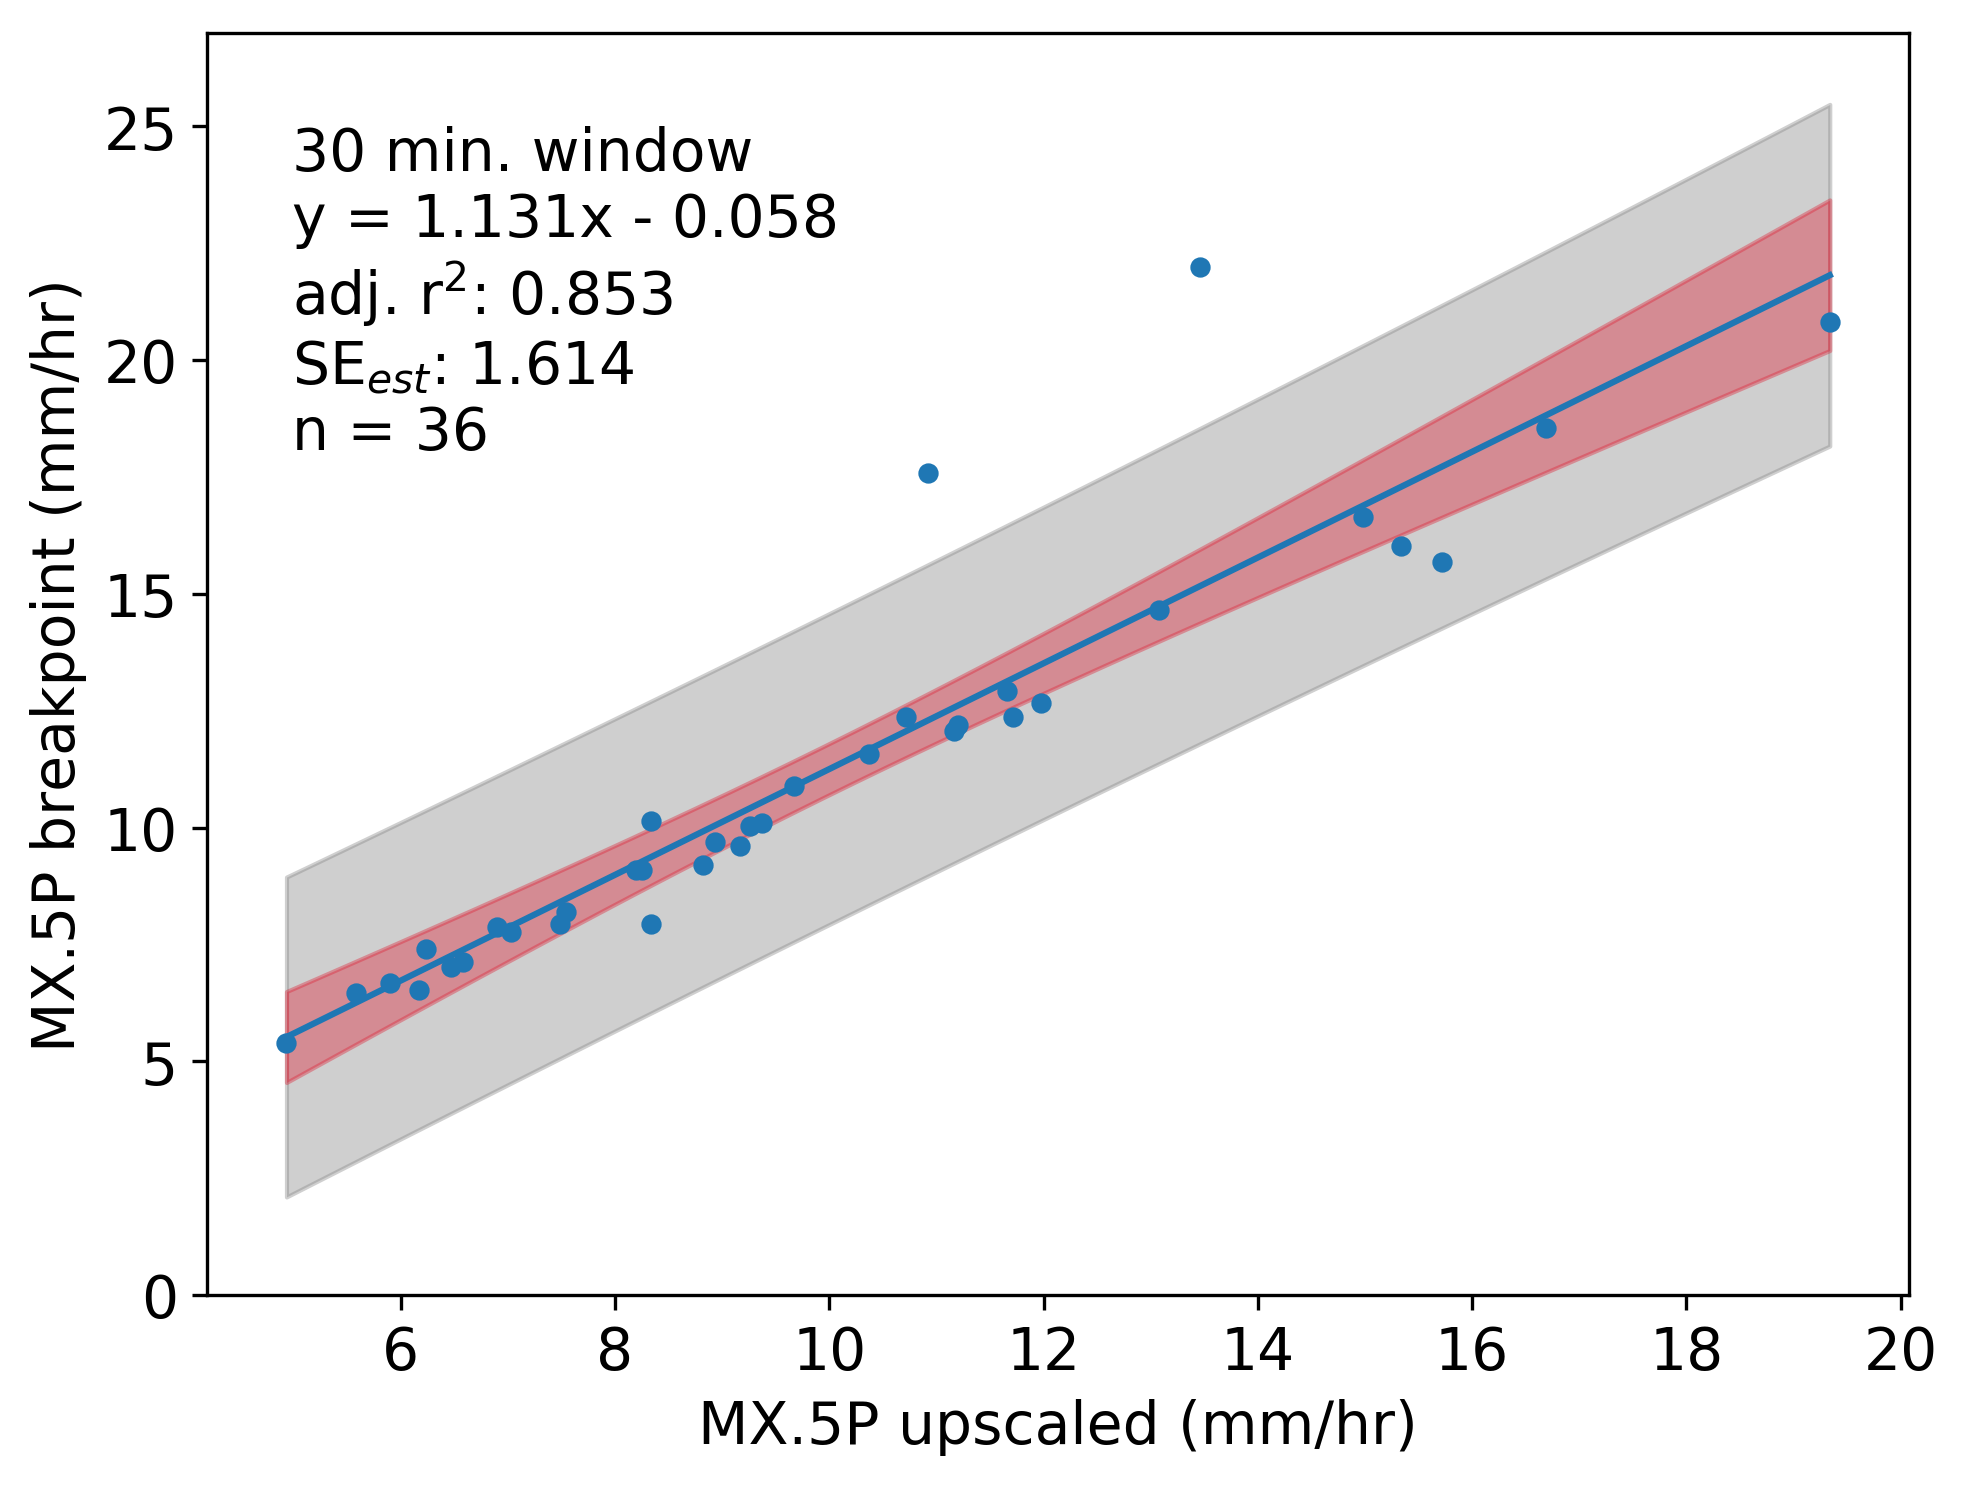 30 min. window
y = 1.131x - 0.058
adj. r²: 0.853
SEest: 1.614
n = 36
MX.5P breakpoint (mm/hr)
25
20
15
10
5
0
6 8 10 12 14 16 18 20
MX.5P upscaled (mm/hr)